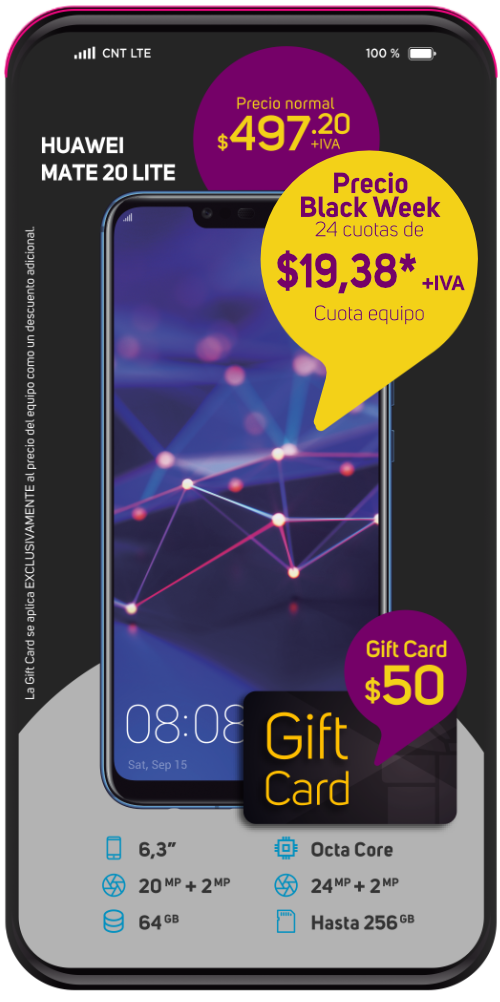 CNT LTE
100 %
Precio normal
$497.20
+IVA
HUAWEI
MATE 20 LITE
Precio
Black Week
24 cuotas de
$19,38* +IVA
Cuota equipo
La Gift Card se aplica EXCLUSIVAMENTE al precio del equipo como un descuento adicional.
Gift Card
$50
08:08
Sat, Sep 15
Gift
Card
6,3”
Octa Core
20 MP + 2 MP
24 MP + 2 MP
64 GB
Hasta 256 GB